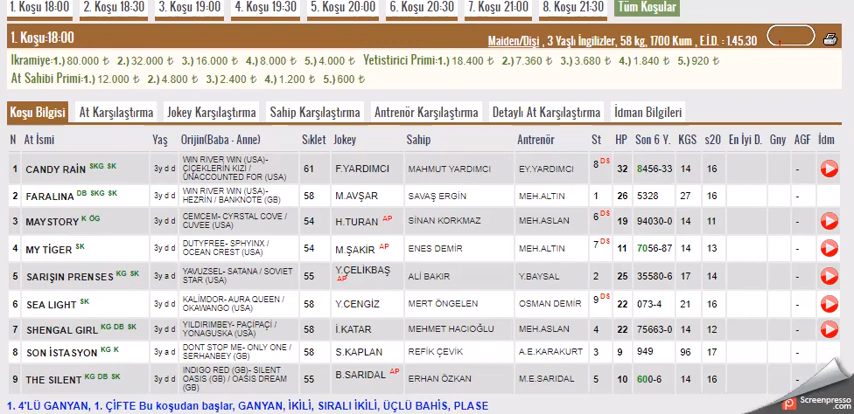 1. Koşu 18:00 2. Koşu 18:30 3. Koşu 19:00 4. Koşu 19:30 5. Koşu 20:00 6. Koşu 20:30 7. Koşu 21:00 8. Koşu 21:30 Tüm Koşular
1. Koşu:18:00 Maiden/Dişi , 3 Yaşlı İngilizler, 58 kg, 1700 Kum , E.İ.D. : 1.45.30
Ikramiye:1.) 80.000 ₺ 2.) 32.000 ₺ 3.) 16.000 ₺ 4.) 8.000 ₺ 5.) 4.000 ₺ Yetistirici Primi:1.) 18.400 ₺ 2.) 7.360 ₺ 3.) 3.680 ₺ 4.) 1.840 ₺ 5.) 920 ₺
At Sahibi Primi:1.) 12.000 ₺ 2.) 4.800 ₺ 3.) 2.400 ₺ 4.) 1.200 ₺ 5.) 600 ₺
Koşu Bilgisi At Karşılaştırma Jokey Karşılaştırma Sahip Karşılaştırma Antrenör Karşılaştırma Detaylı At Karşılaştırma İdman Bilgileri
N At İsmi Yaş Orijin(Baba - Anne) Sıklet Jokey Sahip Antrenör St HP Son 6 Y. KGS s20 En İyi D. Gny AGF İdm
WIN RIVER WIN (USA)-
1 CANDY RAİN SKG SK 3y d d ÇİÇEKLERİN KIZI / 61 F.YARDIMCI MAHMUT YARDIMCI EY.YARDIMCI 8 DS 32 8456-33 14 16 -
UNACCOUNTED FOR (USA)
2 FARALINA DB SKG SK 3y d d WIN RIVER WIN (USA)- 58 M.AVŞAR SAVAŞ ERGİN MEH.ALTIN 1 26 5328 27 16 -
HEZRİN / BANKNOTE (GB)
3 MAYSTORY K ÖG 3y d d CEMCEM- CYRSTAL COVE / 54 H.TURAN AP SİNAN KORKMAZ MEH.ASLAN 6 DS 19 94030-0 14 11 -
CUVEE (USA)
4 MY TİGER SK 3y d d DUTYFREE- SPHYINX / 54 M.ŞAKİR AP ENES DEMİR MEH.ALTIN 7 DS 11 7056-87 14 13 -
OCEAN CREST (USA)
5 SARIŞIN PRENSES KG SK 3y a d YAVUZSEL- SATANA / SOVIET 55 Y.ÇELİKBAŞ AP ALİ BAKIR Y.BAYSAL 2 25 35580-6 17 14 -
STAR (USA)
6 SEA LIGHT SK 3y d d KALİMDOR- AURA QUEEN / 58 Y.CENGİZ MERT ÖNGELEN OSMAN DEMİR 9 DS 22 073-4 21 16 -
OKAWANGO (USA)
7 SHENGAL GIRL KG DB SK 3y a d YILDIRIMBEY- PAÇİPAÇİ / 58 İ.KATAR MEHMET HACIOĞLU MEH.ASLAN 4 22 75663-0 14 12 -
YONAGUSKA (USA)
8 SON İSTASYON KG K 3y a d DONT STOP ME- ONLY ONE / 58 S.KAPLAN REFİK ÇEVİK A.E.KARAKURT 3 9 949 96 17 -
SERHANBEY (GB)
INDIGO RED (GB)- SILENT
9 THE SILENT KG DB SK 3y d d OASIS (GB) / OASIS DREAM 55 B.SARIDAL AP ERHAN ÖZKAN M.E.SARIDAL 5 10 600-6 14 16 -
(GB)
1. 4'LÜ GANYAN, 1. ÇİFTE Bu koşudan başlar, GANYAN, İKİLİ, SIRALI İKİLİ, ÜÇLÜ BAHİS, PLASE
Screenpresso
.com